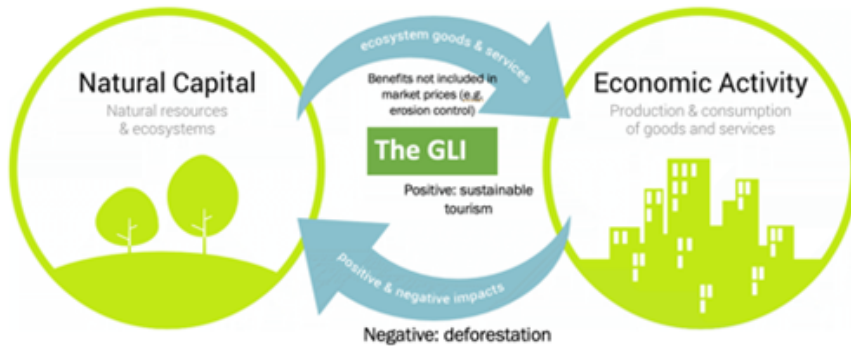 Natural Capital
Natural resources
& ecosystems
ecosystem goods & services
Benefits not included in
market prices (e.g.
erosion control)
The GLI
Positive: sustainable
tourism
positive & negative impacts
Negative: deforestation
Economic Activity
Production & consumption
of goods and services